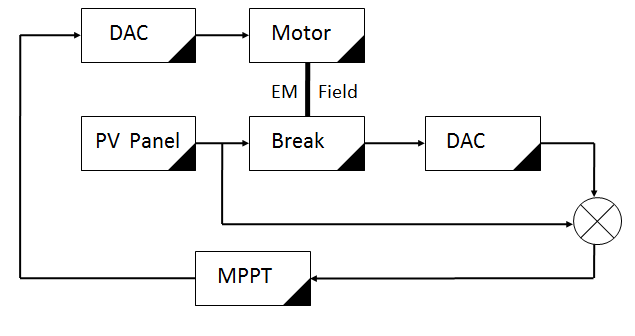 DAC
Motor
EM Field
PV Panel
Break
DAC
MPPT